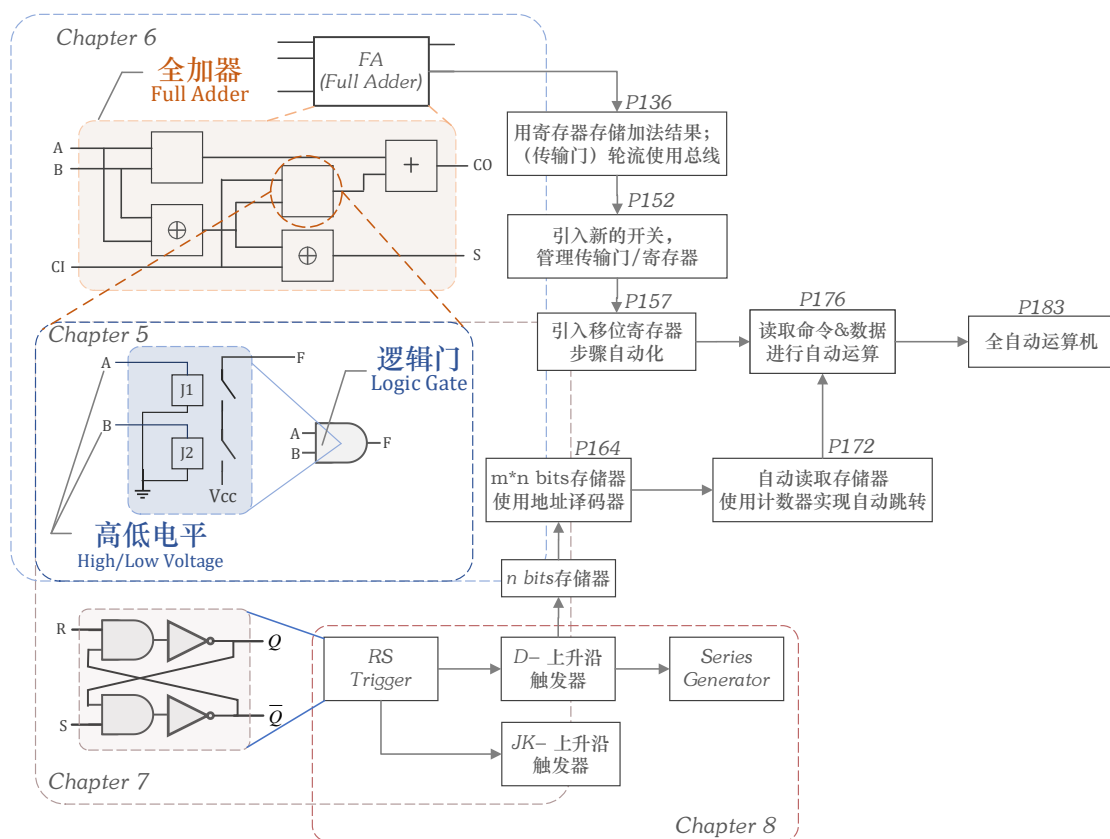 Chapter 6
全加器
Full Adder
FA
(Full Adder)
A
B
CI
+
⊕
⊕
CO
S
P136
用寄存器存储加法结果；
（传输门）轮流使用总线
P152
引入新的开关，
管理传输门/寄存器
P157
引入移位寄存器
步骤自动化
P176
读取命令&数据
进行自动运算
P183
全自动运算机
Chapter 5
A
B
J1
J2
F
Vcc
逻辑门
Logic Gate
A
B
F
高低电平
High/Low Voltage
P164
m*n bits存储器
使用地址译码器
P172
自动读取存储器
使用计数器实现自动跳转
n bits存储器
R
S
Q
Q̅
RS
Trigger
D– 上升沿
触发器
Series
Generator
JK– 上升沿
触发器
Chapter 7
Chapter 8